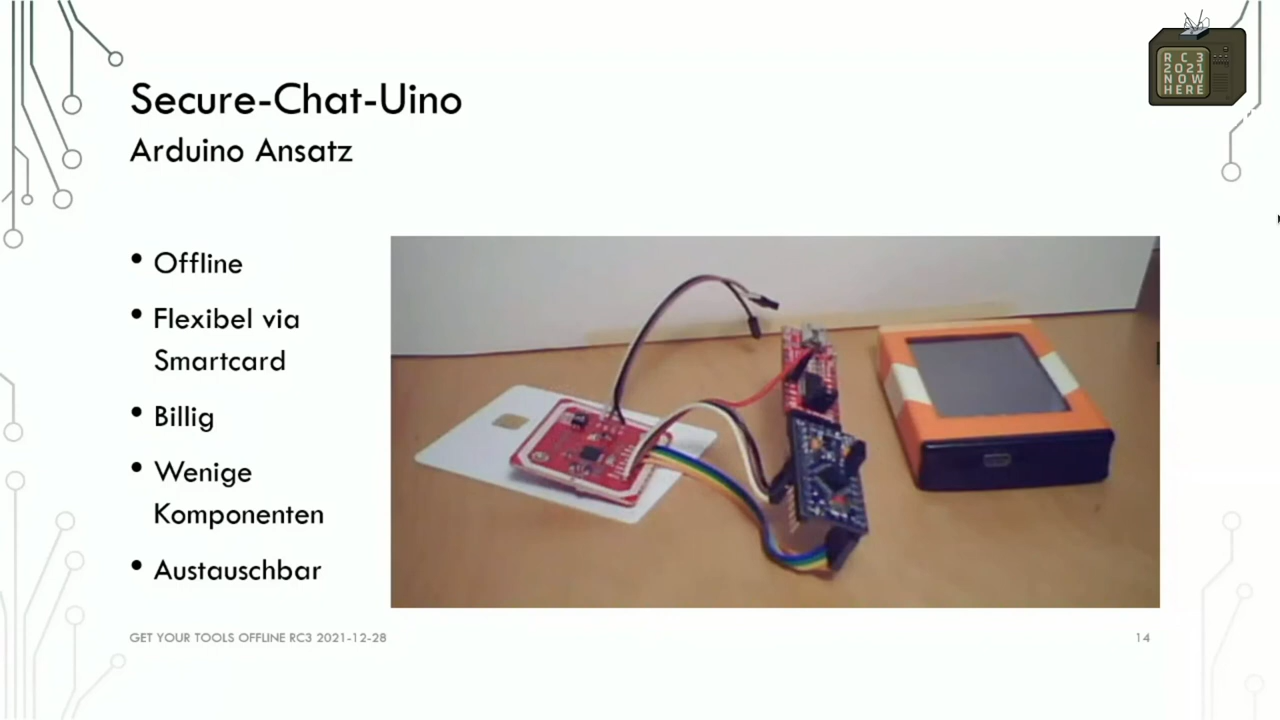 RC3
2021
NOW
HERE
Secure-Chat-Uino
Arduino Ansatz
• Offline
• Flexibel via
Smartcard
• Billig
• Wenige
Komponenten
• Austauschbar
GET YOUR TOOLS OFFLINE RC3 2021-12-28
14